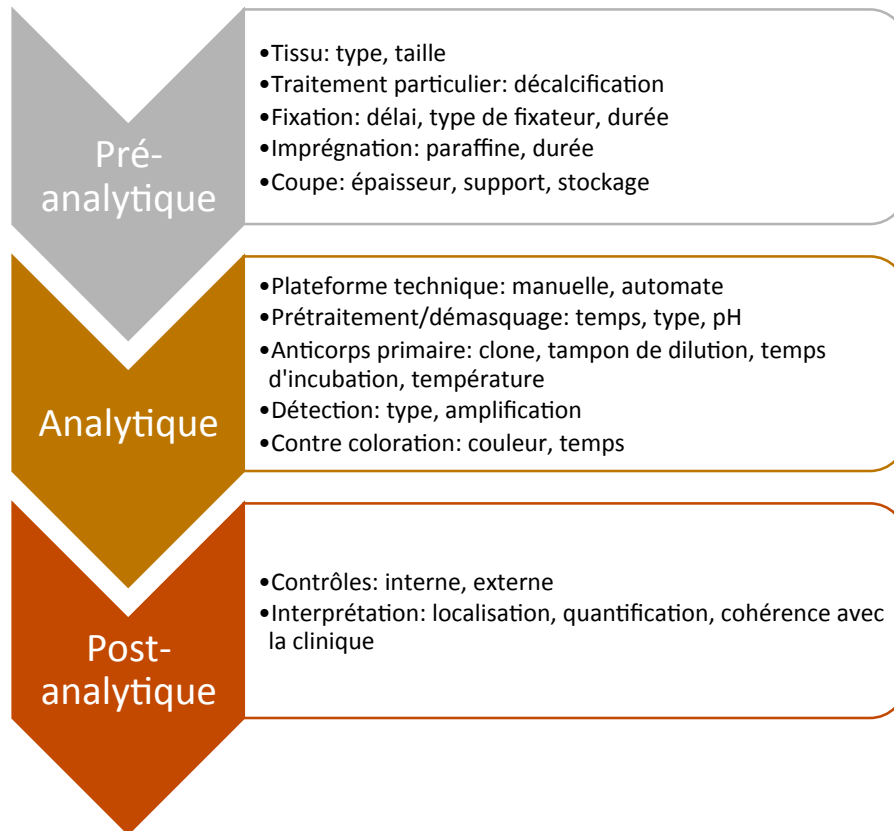 Pré-
analytique
•Tissu: type, taille
•Traitement particulier: décalcification
•Fixation: délai, type de fixateur, durée
•Imprégnation: paraffine, durée
•Coupe: épaisseur, support, stockage
Analytique
•Plateforme technique: manuelle, automate
•Prétraitement/démasquage: temps, type, pH
•Anticorps primaire: clone, tampon de dilution, temps
d'incubation, température
•Détection: type, amplification
•Contre coloration: couleur, temps
Post-
analytique
•Contrôles: interne, externe
•Interprétation: localisation, quantification, cohérence avec
la clinique